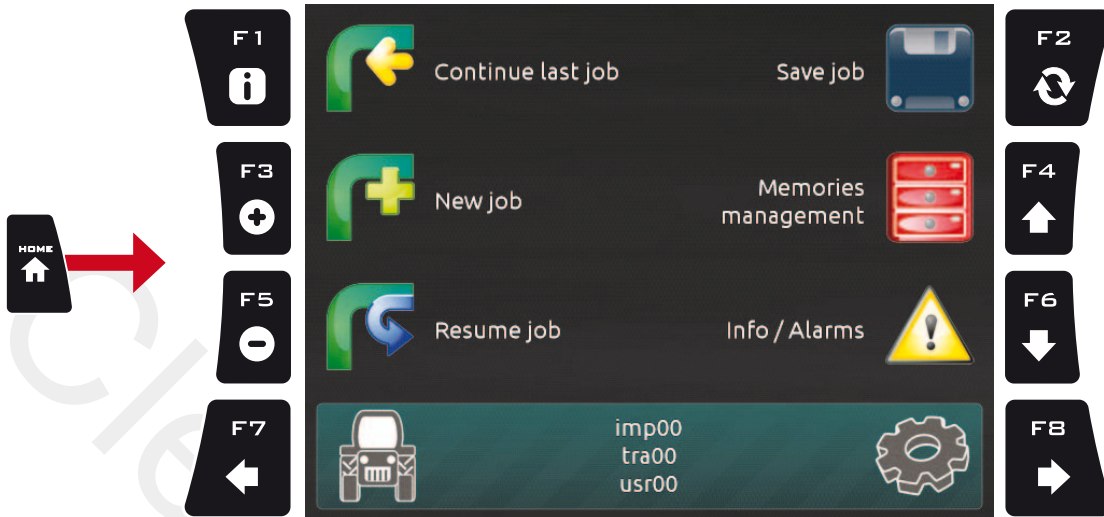 F1
Continue last job
Save job
F2
HOME
F3
New job
Memories
management
F4
F5
Resume job
Info / Alarms
F6
F7
imp00
tra00
usr00
F8